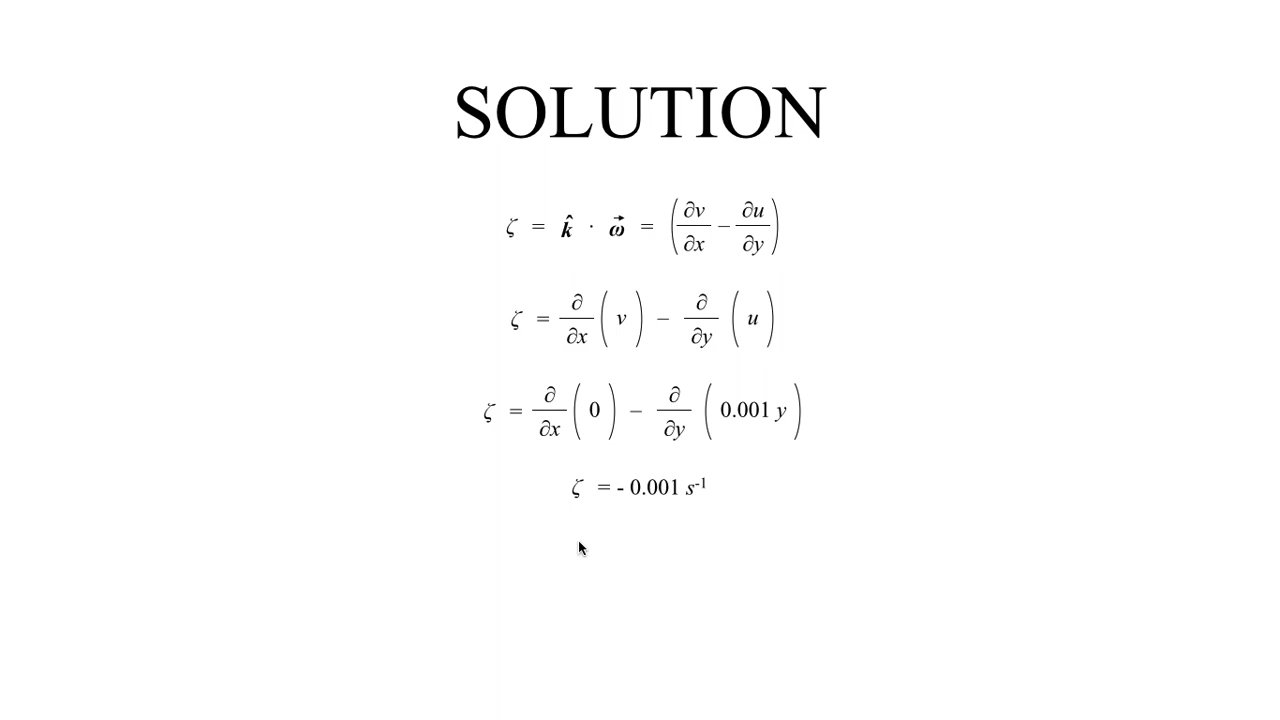 SOLUTION
ζ = k̂ · ω⃗ = (∂v/∂x − ∂u/∂y)
ζ = ∂/∂x (v) − ∂/∂y (u)
ζ = ∂/∂x (0) − ∂/∂y (0.001 y)
ζ = - 0.001 s⁻¹